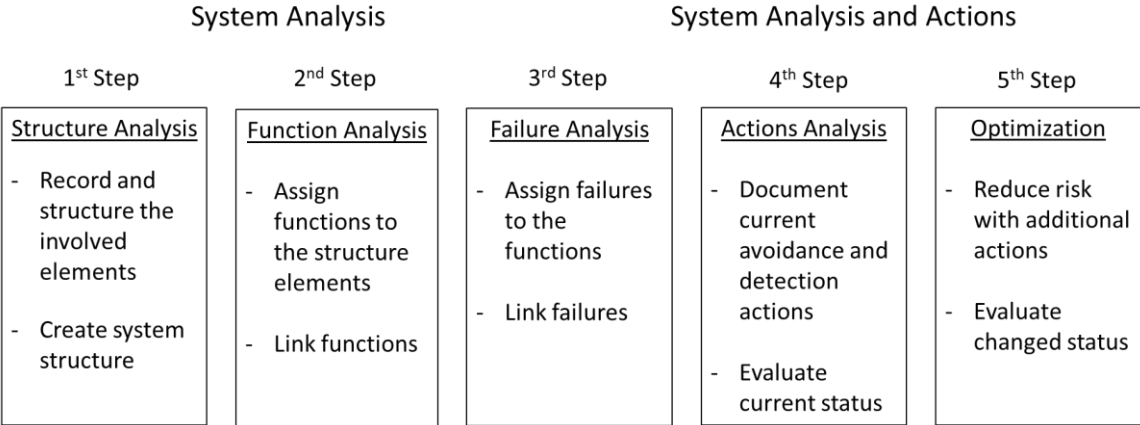 System Analysis
System Analysis and Actions
1st Step
2nd Step
3rd Step
4th Step
5th Step
Structure Analysis
- Record and
structure the
involved
elements
- Create system
structure
Function Analysis
- Assign
functions to
the structure
elements
- Link functions
Failure Analysis
- Assign failures
to the
functions
- Link failures
Actions Analysis
- Document
current
avoidance and
detection
actions
- Evaluate
current status
Optimization
- Reduce risk
with additional
actions
- Evaluate
changed status